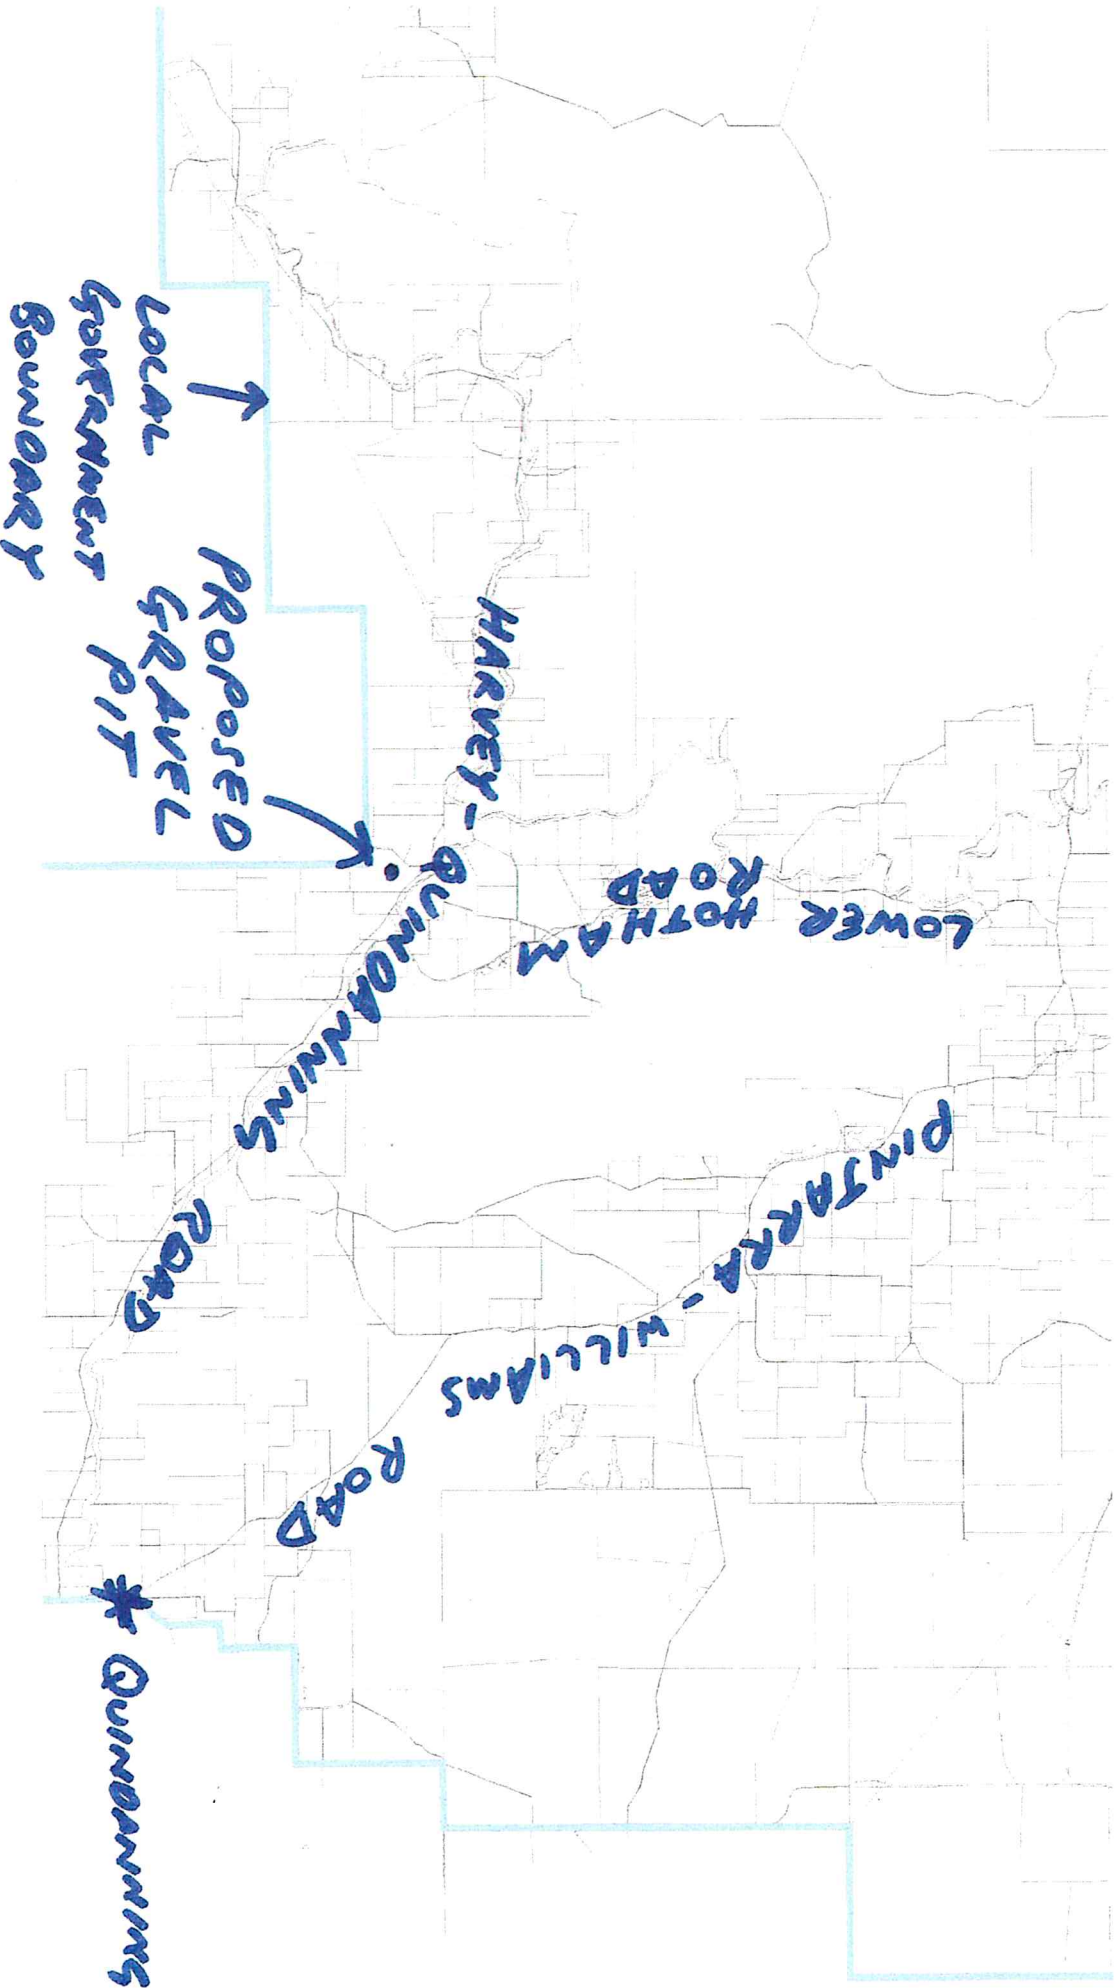 LOWER
HOTHAM
ROAD
PINJARRA - WILLIAMS ROAD
HARVEY - QUINDANNING ROAD
PROPOSED
GRAVEL
PIT
LOCAL
GOVERNMENT
BOUNDARY
* QUINDANNING